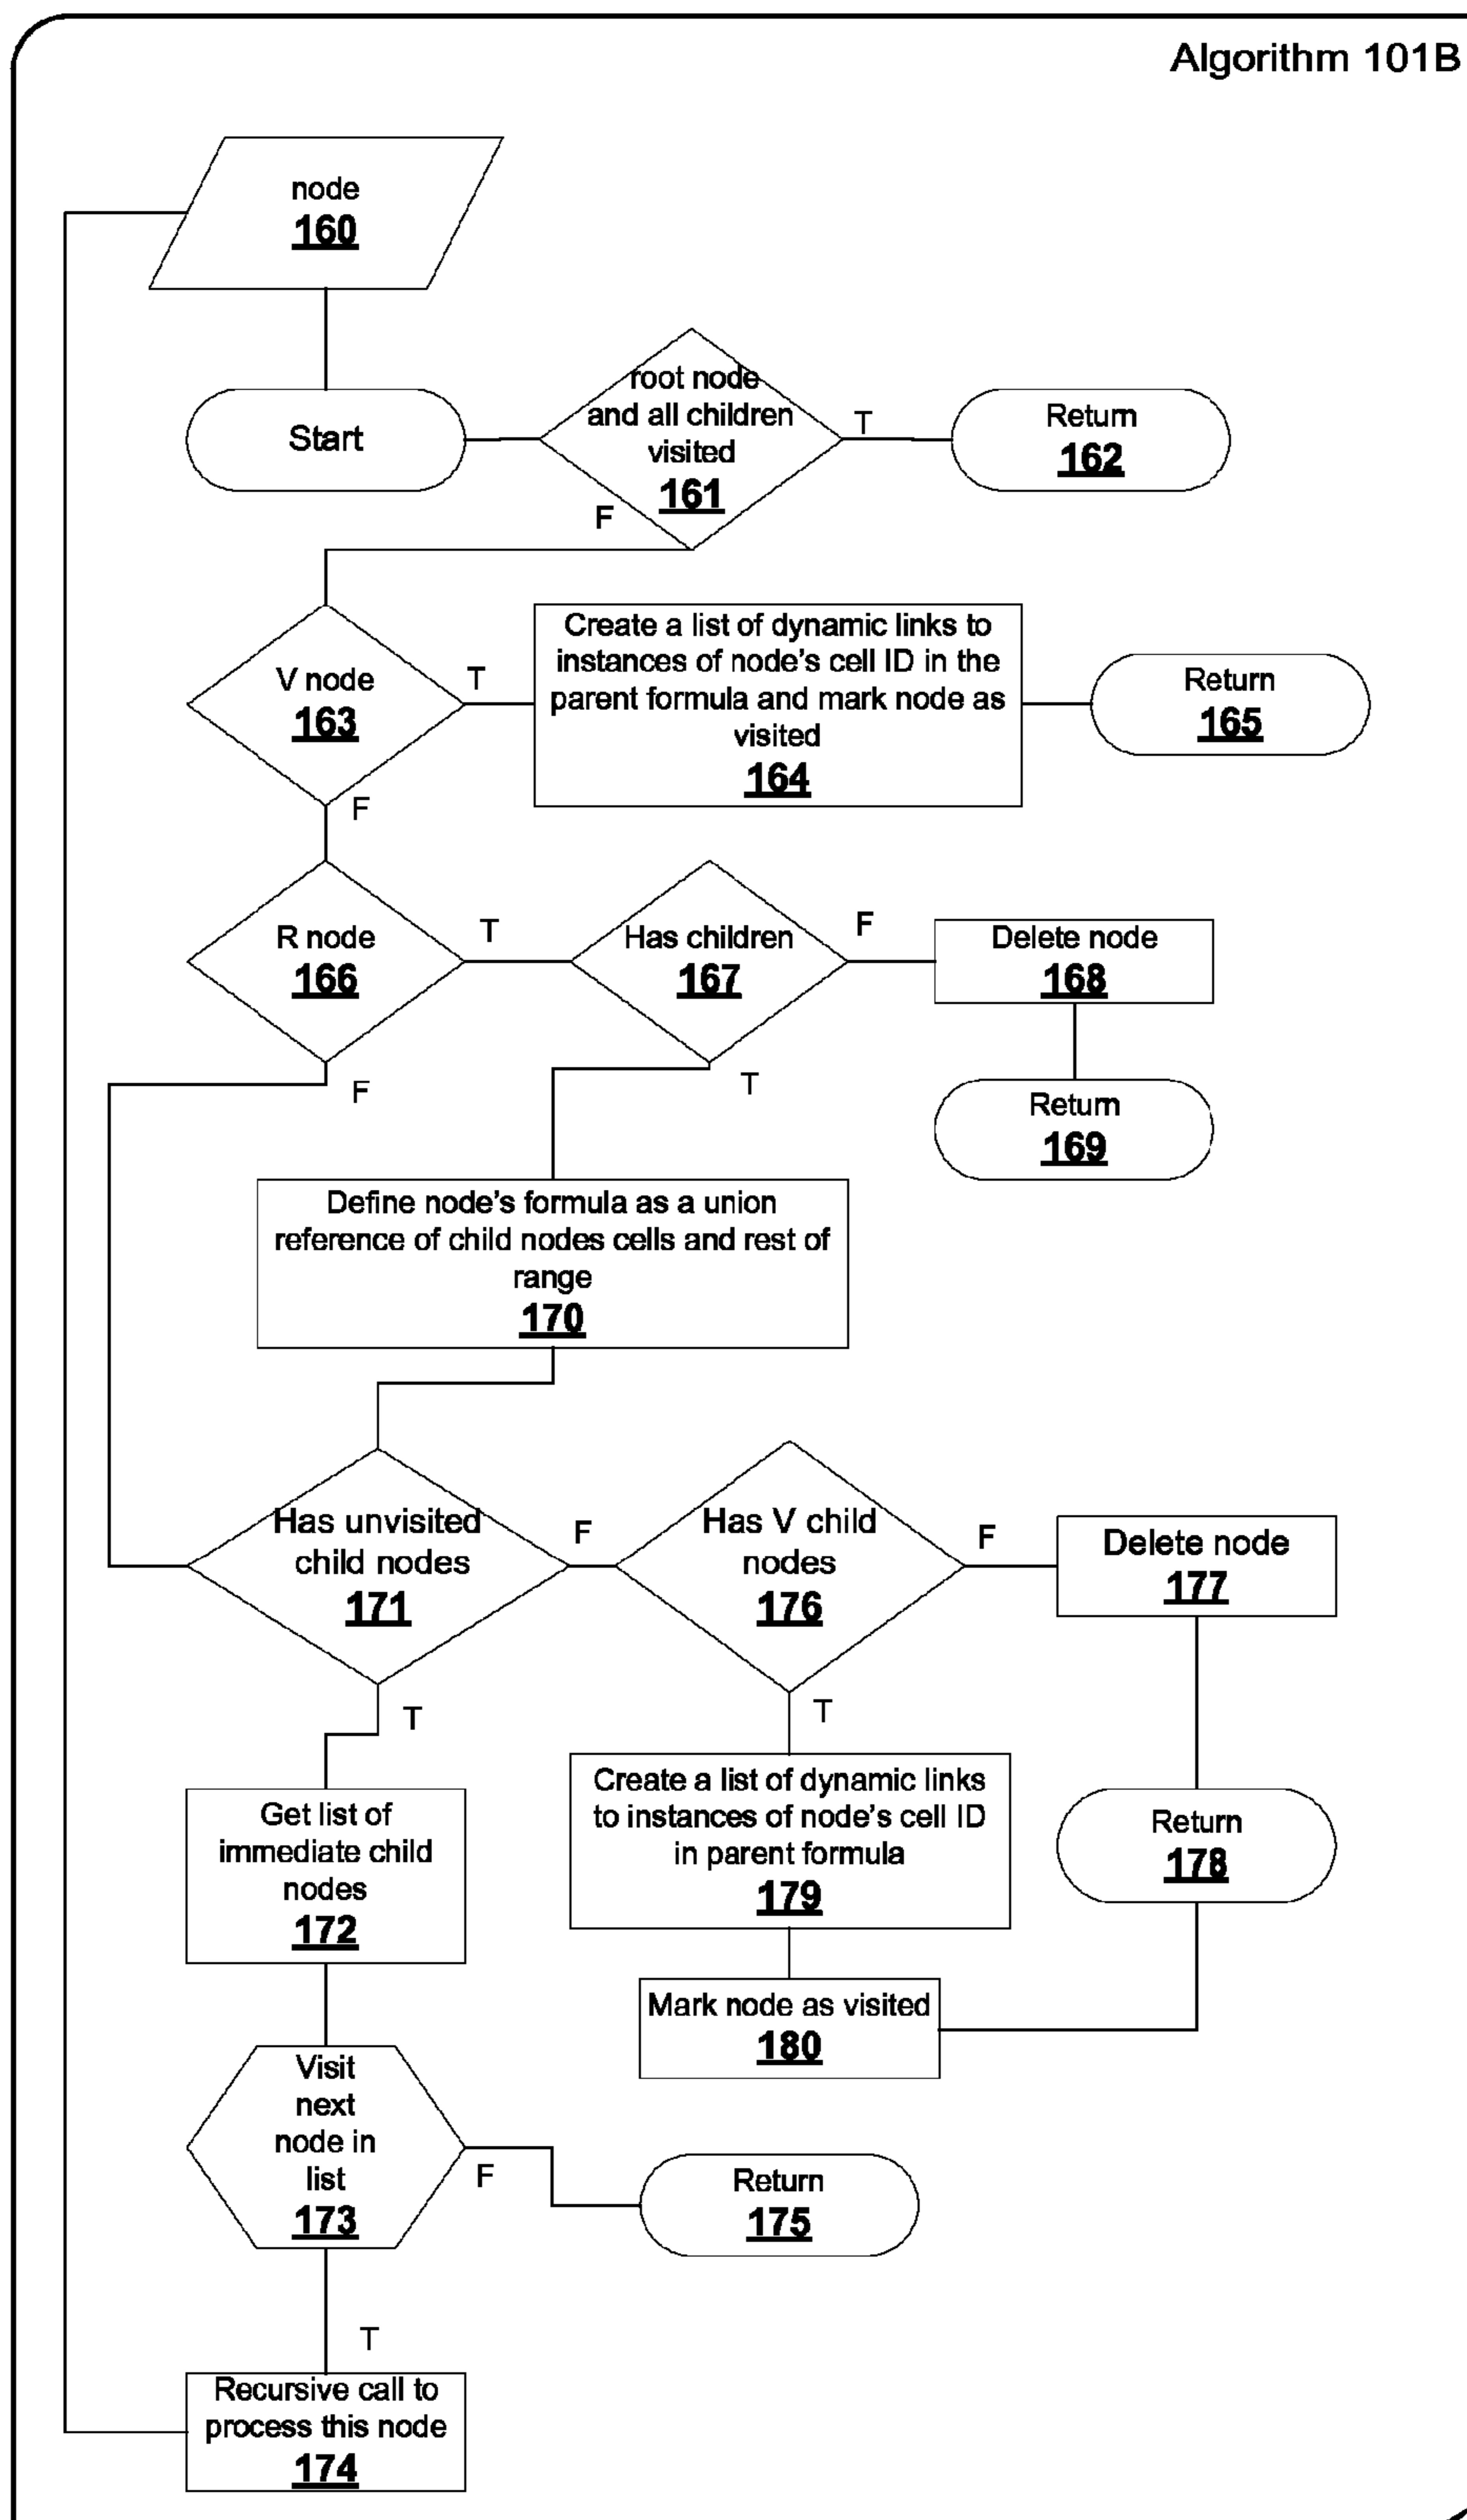 Algorithm 101B
node
160
Start
root node
and all children
visited
161
T
Return
162
F
V node
163
T
Create a list of dynamic links to
instances of node's cell ID in the
parent formula and mark node as
visited
164
Return
165
F
R node
166
T
Has children
167
F
Delete node
168
Return
169
F
T
Define node's formula as a union
reference of child nodes cells and rest of
range
170
Has unvisited
child nodes
171
F
Has V child
nodes
176
F
Delete node
177
T
T
Get list of
immediate child
nodes
172
Create a list of dynamic links
to instances of node's cell ID
in parent formula
179
Return
178
Mark node as visited
180
Visit
next
node in
list
173
F
Return
175
T
Recursive call to
process this node
174